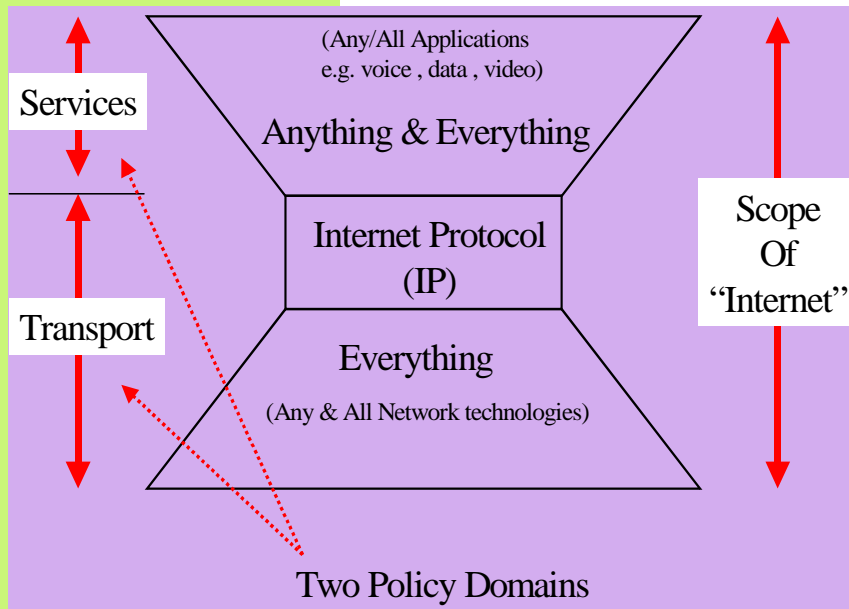 (Any/All Applications
e.g. voice , data , video)
Services
Anything & Everything
Internet Protocol
(IP)
Scope
Of
“Internet”
Transport
Everything
(Any & All Network technologies)
Two Policy Domains